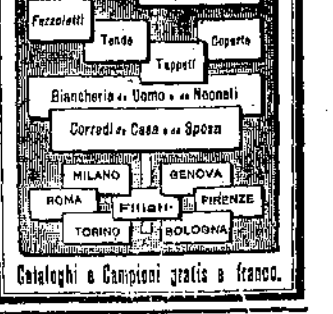 Fazzoletti
Tende
Coperte
Tappeti
Biancheria da Uomo e da Neonati
Corredi da Casa e da Sposa
MILANO
GENOVA
ROMA
Filiali
FIRENZE
TORINO
BOLOGNA
Cataloghi e Campioni gratis e franco.